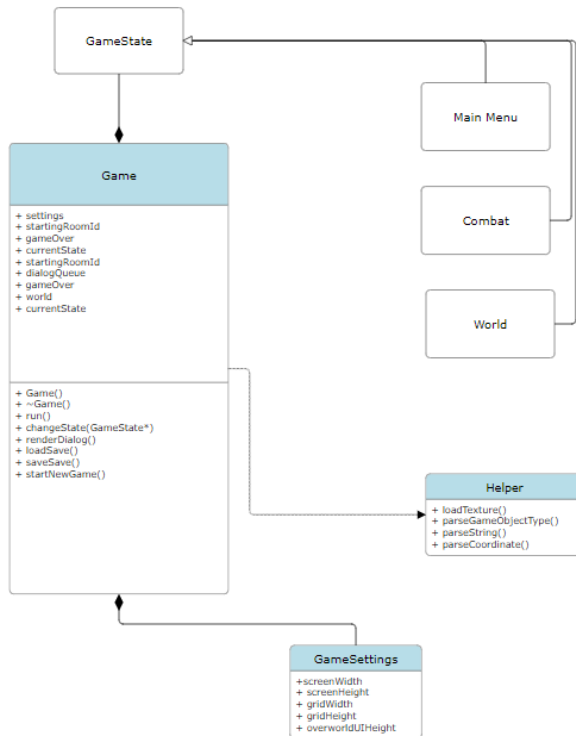 GameState
Main Menu
Game
+ settings
+ startingRoomId
+ gameOver
+ currentState
+ startingRoomId
+ dialogQueue
+ gameOver
+ world
+ currentState
Combat
World
+ Game()
+ ~Game()
+ run()
+ changeState(GameState*)
+ renderDialog()
+ loadSave()
+ saveSave()
+ startNewGame()
Helper
+ loadTexture()
+ parseGameObjectType()
+ parseString()
+ parseCoordinate()
GameSettings
+screenWidth
+ screenHeight
+ gridWidth
+ gridHeight
+ overworldUIHeight